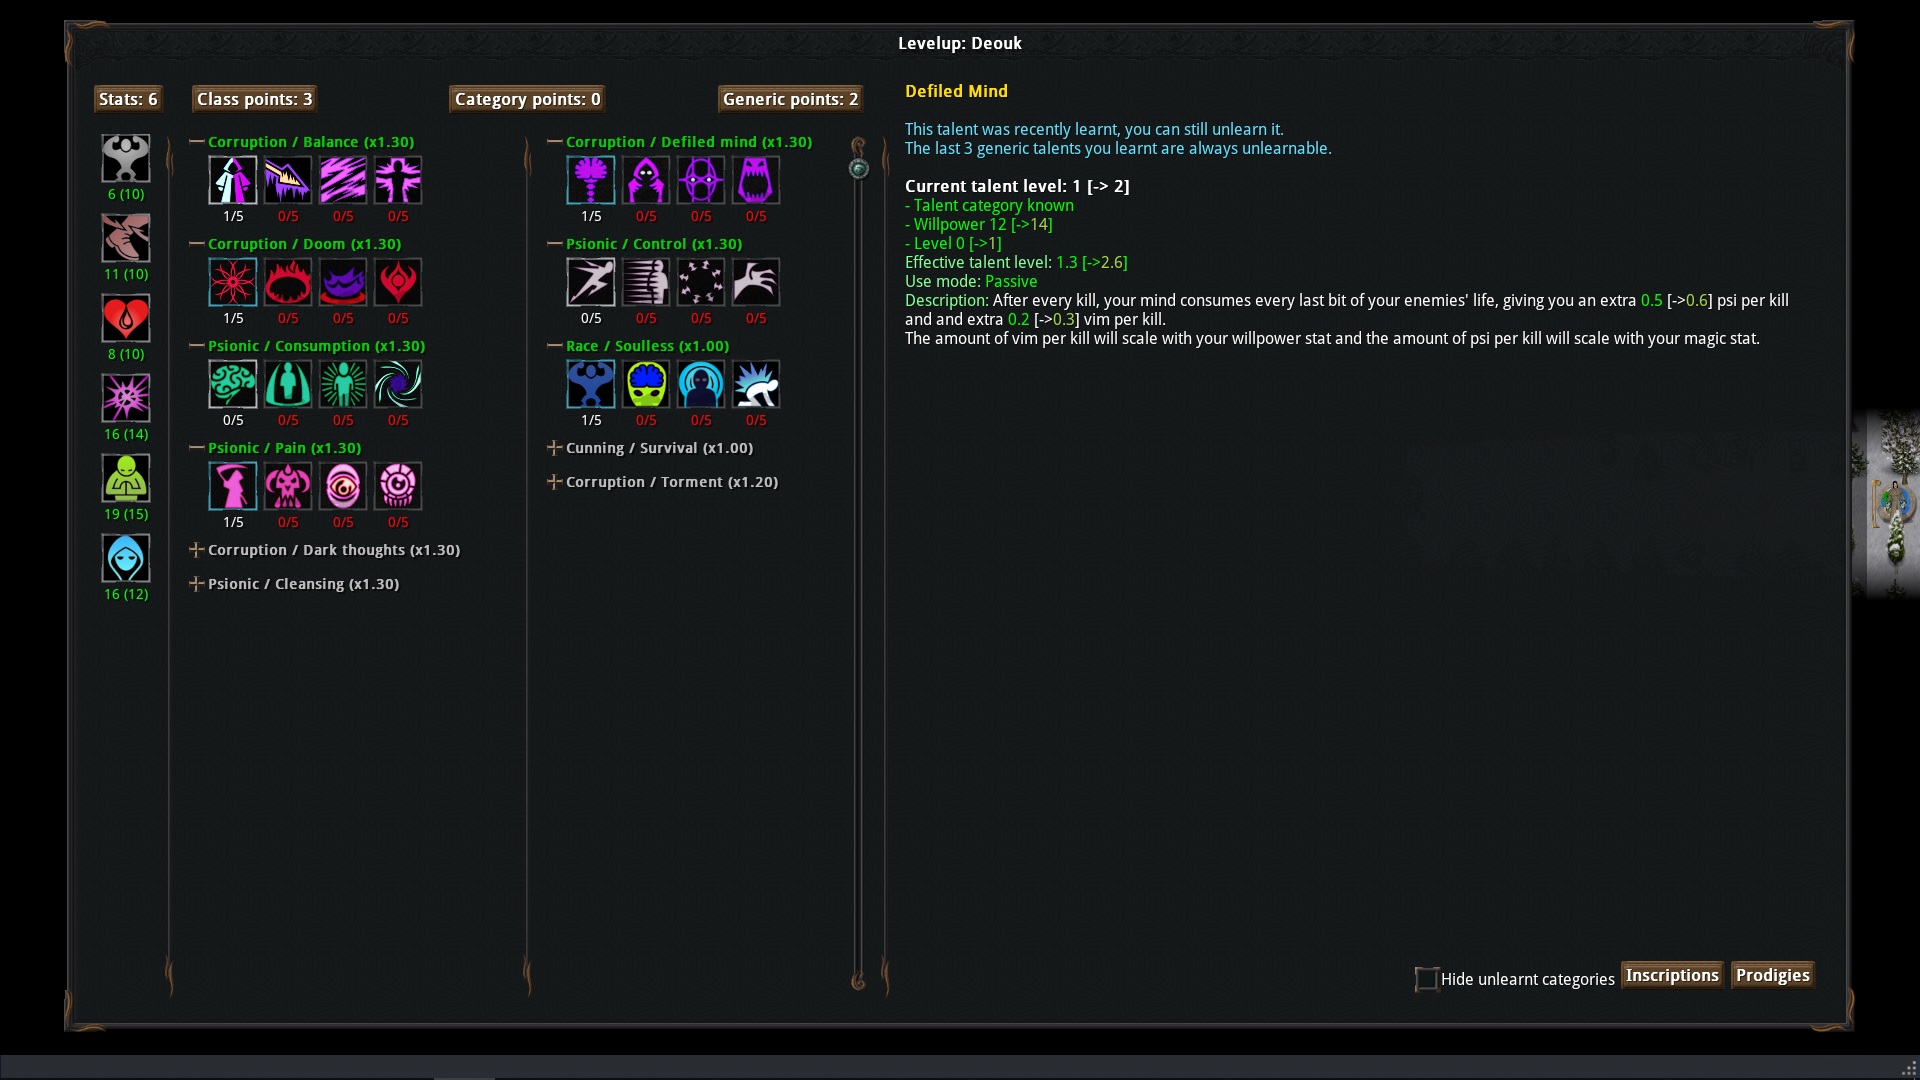 Levelup: Deouk
Stats: 6
Class points: 3
Category points: 0
Generic points: 2
6 (10)
11 (10)
8 (10)
16 (14)
19 (15)
16 (12)
Corruption / Balance (x1.30)
1/5 0/5 0/5 0/5
Corruption / Doom (x1.30)
1/5 0/5 0/5 0/5
Psionic / Consumption (x1.30)
0/5 0/5 0/5 0/5
Psionic / Pain (x1.30)
1/5 0/5 0/5 0/5
Corruption / Dark thoughts (x1.30)
Psionic / Cleansing (x1.30)
Corruption / Defiled mind (x1.30)
1/5 0/5 0/5 0/5
Psionic / Control (x1.30)
0/5 0/5 0/5 0/5
Race / Soulless (x1.00)
1/5 0/5 0/5 0/5
Cunning / Survival (x1.00)
Corruption / Torment (x1.20)
Defiled Mind
This talent was recently learnt, you can still unlearn it.
The last 3 generic talents you learnt are always unlearnable.
Current talent level: 1 [-> 2]
- Talent category known
- Willpower 12 [->14]
- Level 0 [->1]
Effective talent level: 1.3 [->2.6]
Use mode: Passive
Description: After every kill, your mind consumes every last bit of your enemies' life, giving you an extra 0.5 [->0.6] psi per kill
and and extra 0.2 [->0.3] vim per kill.
The amount of vim per kill will scale with your willpower stat and the amount of psi per kill will scale with your magic stat.
Hide unlearnt categories
Inscriptions
Prodigies